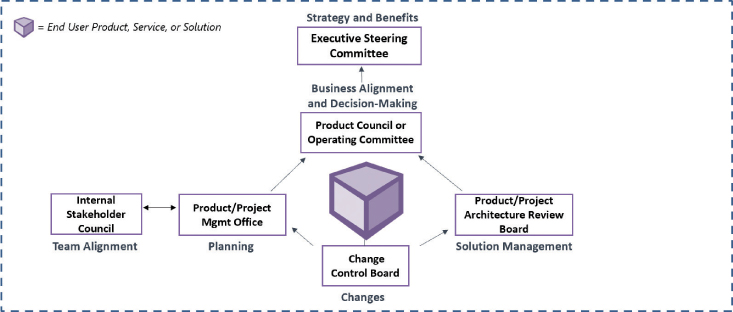 Strategy and Benefits
= End User Product, Service, or Solution
Executive Steering
Committee
Business Alignment
and Decision-Making
Product Council or
Operating Committee
Internal
Stakeholder
Council
Product/Project
Mgmt Office
Product/Project
Architecture Review
Board
Team Alignment
Planning
Solution Management
Change
Control Board
Changes